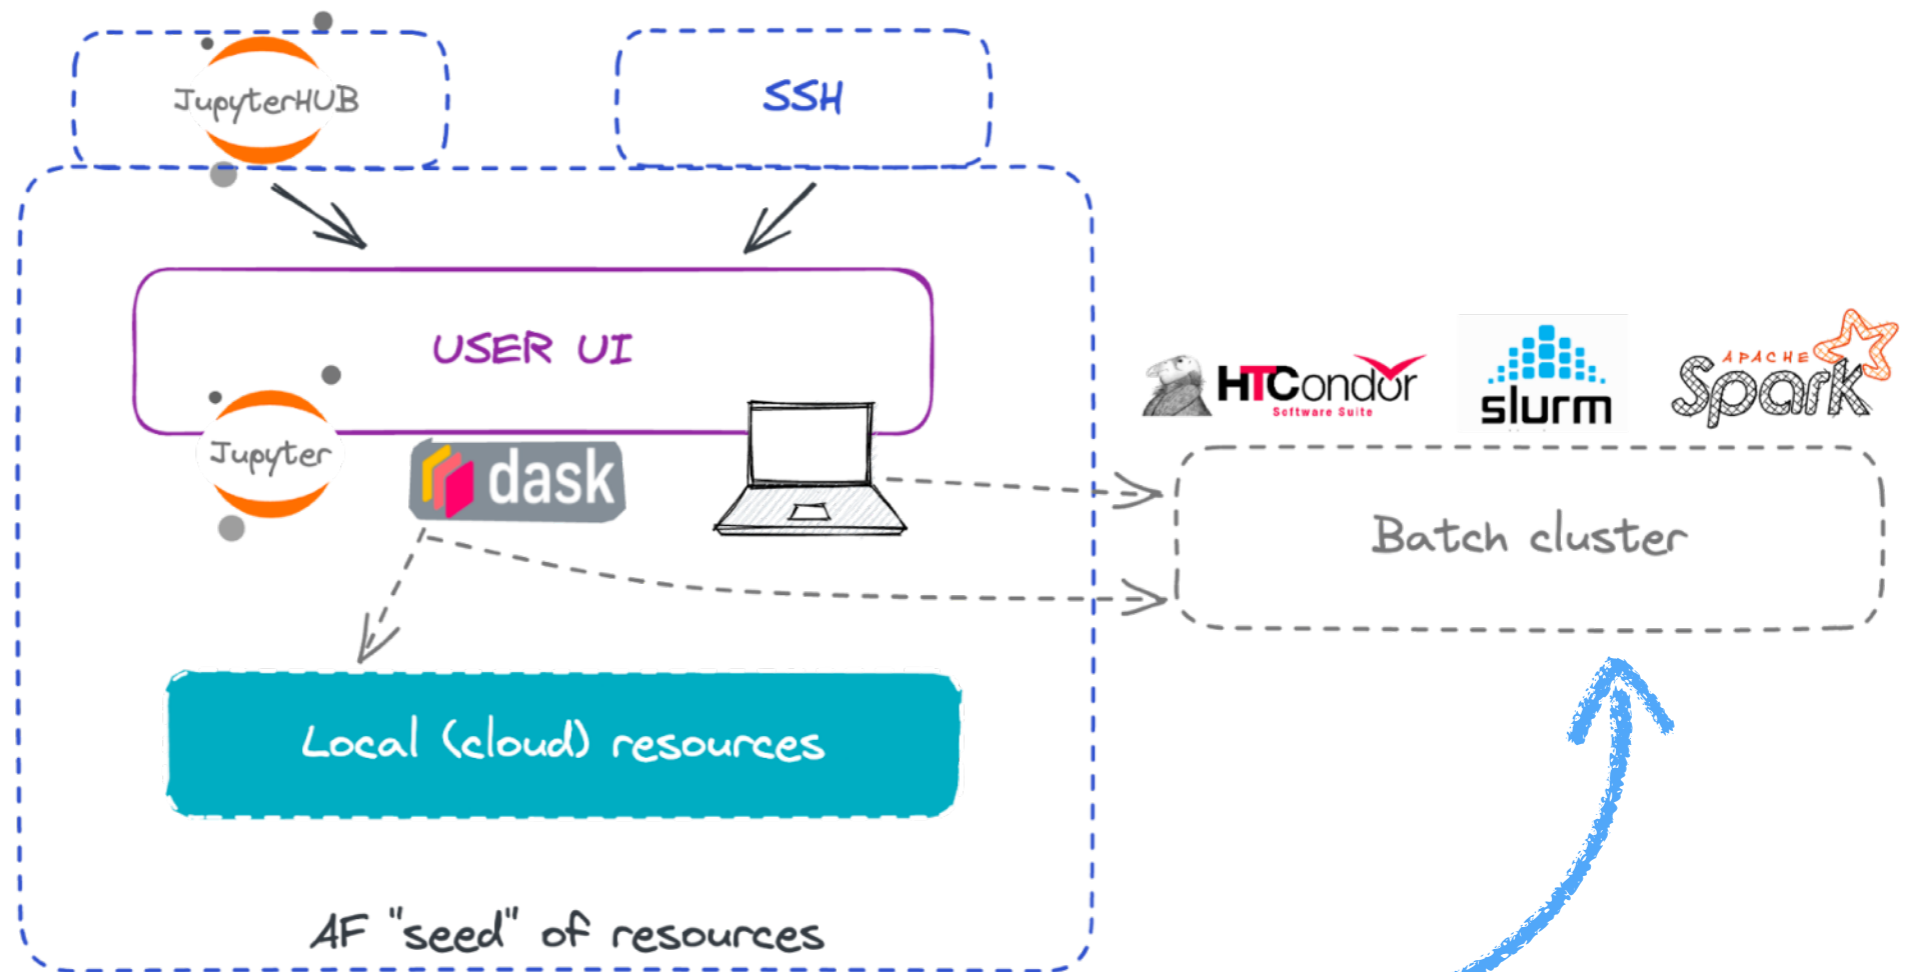 JupyterHUB
SSH
USER UI
Jupyter
dask
HTCondor
Software Suite
slurm
APACHE
Spark
Batch cluster
Local (cloud) resources
AF "seed" of resources